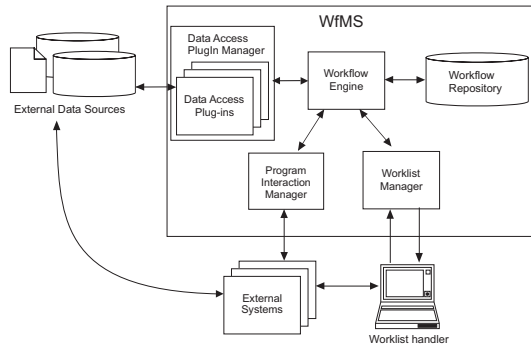 WfMS
Data Access
PlugIn Manager
Data Access
Plug-ins
External Data Sources
Workflow
Engine
Workflow
Repository
Program
Interaction
Manager
Worklist
Manager
External
Systems
Worklist handler